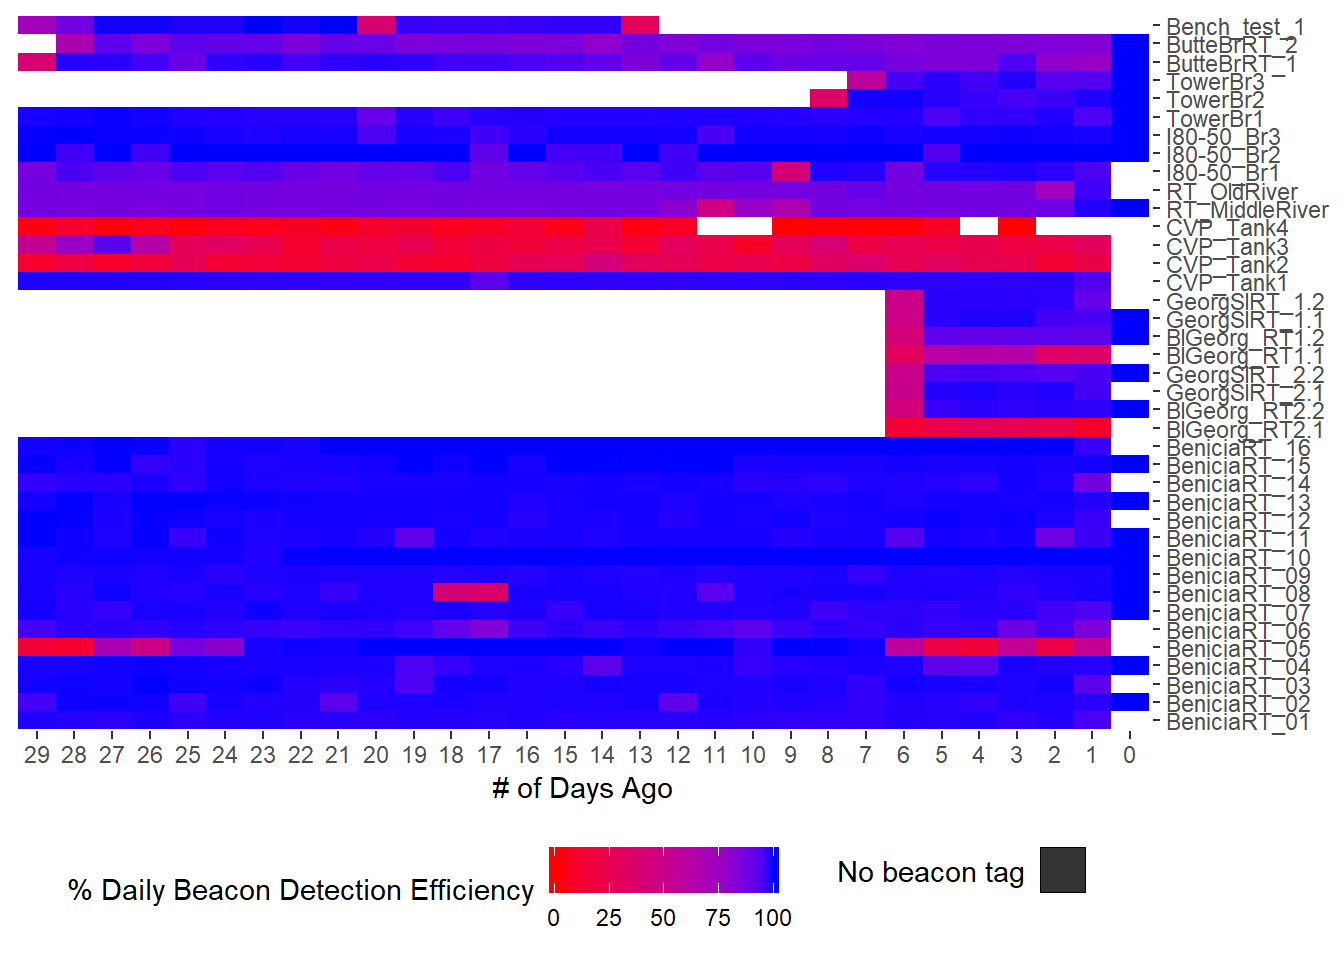 Bench_test_1
ButteBrRT_2
ButteBrRT_1
TowerBr3
TowerBr2
TowerBr1
I80-50_Br3
I80-50_Br2
I80-50_Br1
RT_OldRiver
RT_MiddleRiver
CVP_Tank4
CVP_Tank3
CVP_Tank2
CVP_Tank1
GeorgSlRT_1.2
GeorgSlRT_1.1
BlGeorg_RT1.2
BlGeorg_RT1.1
GeorgSlRT_2.2
GeorgSlRT_2.1
BlGeorg_RT2.2
BlGeorg_RT2.1
BeniciaRT_16
BeniciaRT_15
BeniciaRT_14
BeniciaRT_13
BeniciaRT_12
BeniciaRT_11
BeniciaRT_10
BeniciaRT_09
BeniciaRT_08
BeniciaRT_07
BeniciaRT_06
BeniciaRT_05
BeniciaRT_04
BeniciaRT_03
BeniciaRT_02
BeniciaRT_01
29 28 27 26 25 24 23 22 21 20 19 18 17 16 15 14 13 12 11 10 9 8 7 6 5 4 3 2 1 0
# of Days Ago
% Daily Beacon Detection Efficiency
0 25 50 75 100
No beacon tag